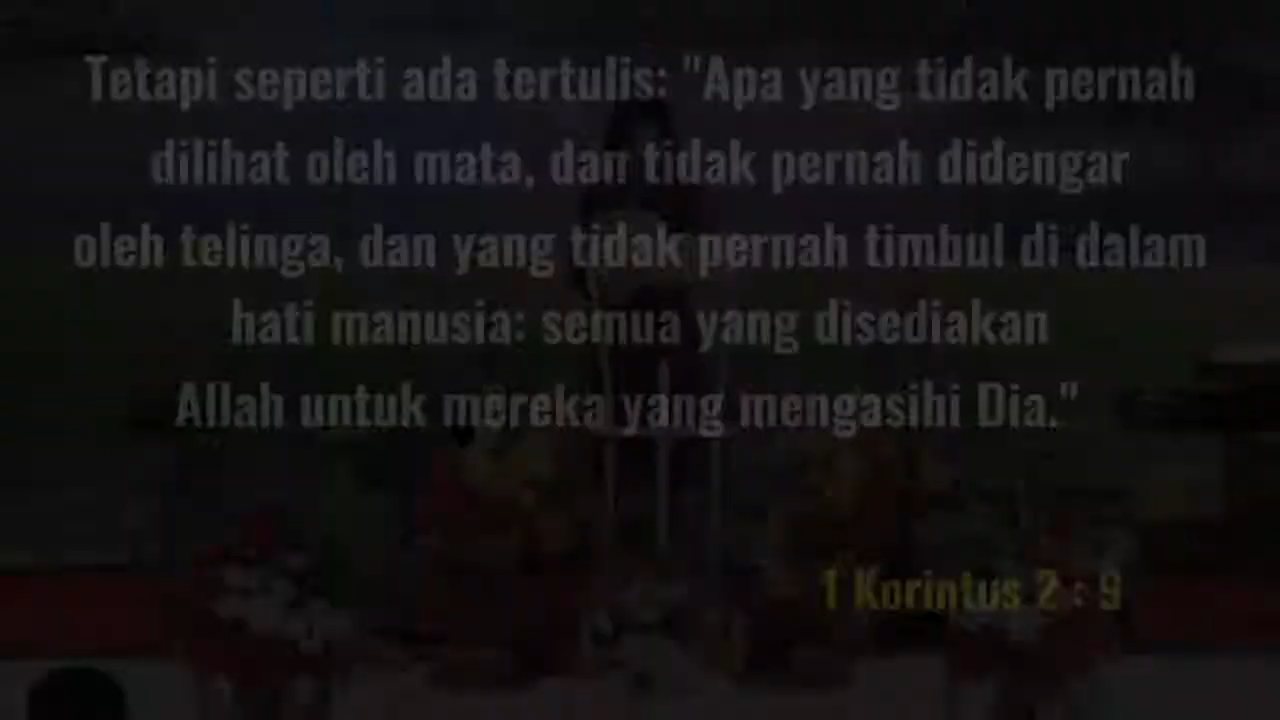 Tetapi seperti ada tertulis: "Apa yang tidak pernah
dilihat oleh mata, dan tidak pernah didengar
oleh telinga, dan yang tidak pernah timbul di dalam
hati manusia: semua yang disediakan
Allah untuk mereka yang mengasihi Dia."
1 Korintus 2 : 9